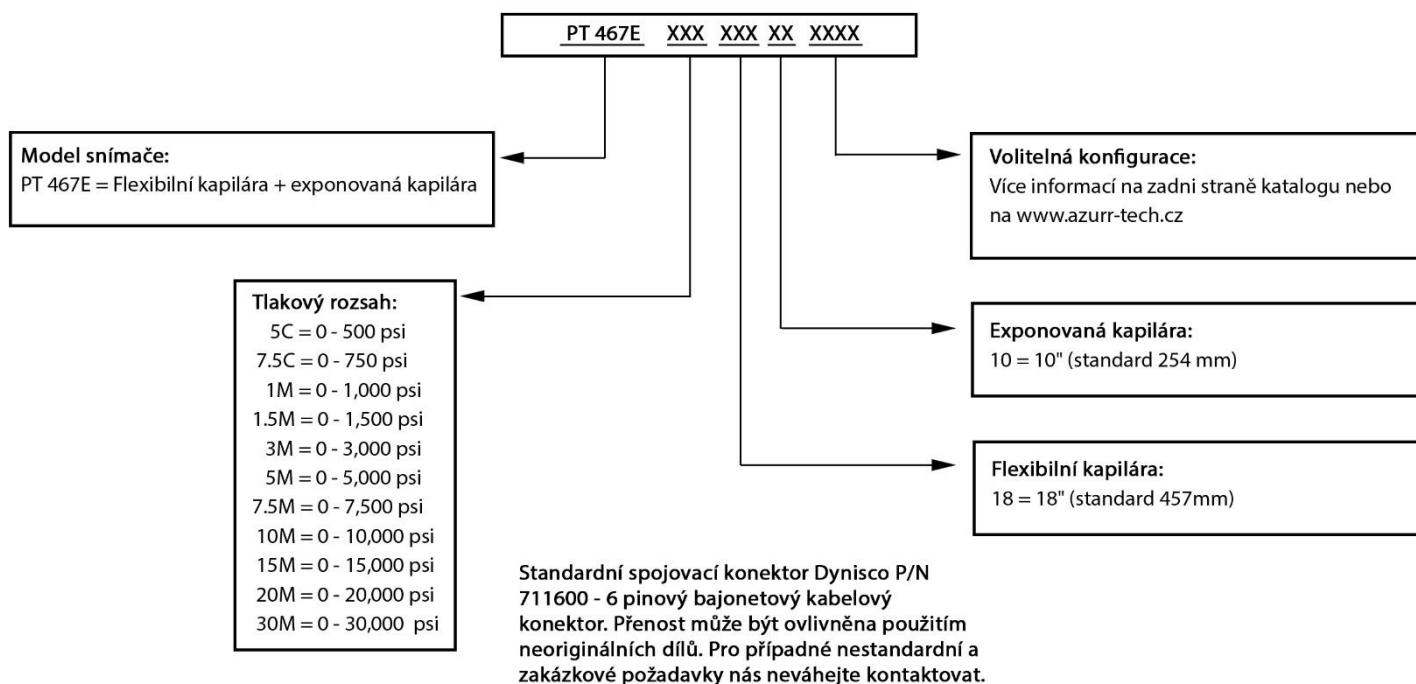 PT 467E XXX XXX XX XXXX
Model snímače:
PT 467E = Flexibilní kapilára + exponovaná kapilára
Volitelná konfigurace:
Více informací na zadni straně katalogu nebo
na www.azurr-tech.cz
Tlakový rozsah:
5C = 0 - 500 psi
7.5C = 0 - 750 psi
1M = 0 - 1,000 psi
1.5M = 0 - 1,500 psi
3M = 0 - 3,000 psi
5M = 0 - 5,000 psi
7.5M = 0 - 7,500 psi
10M = 0 - 10,000 psi
15M = 0 - 15,000 psi
20M = 0 - 20,000 psi
30M = 0 - 30,000 psi
Exponovaná kapilára:
10 = 10" (standard 254 mm)
Flexibilní kapilára:
18 = 18" (standard 457mm)
Standardní spojovací konektor Dynisco P/N
711600 - 6 pinový bajonetový kabelový
konektor. Přenost může být ovlivněna použitím
neoriginálních dílů. Pro případné nestandardní a
zakázkové požadavky nás neváhejte kontaktovat.